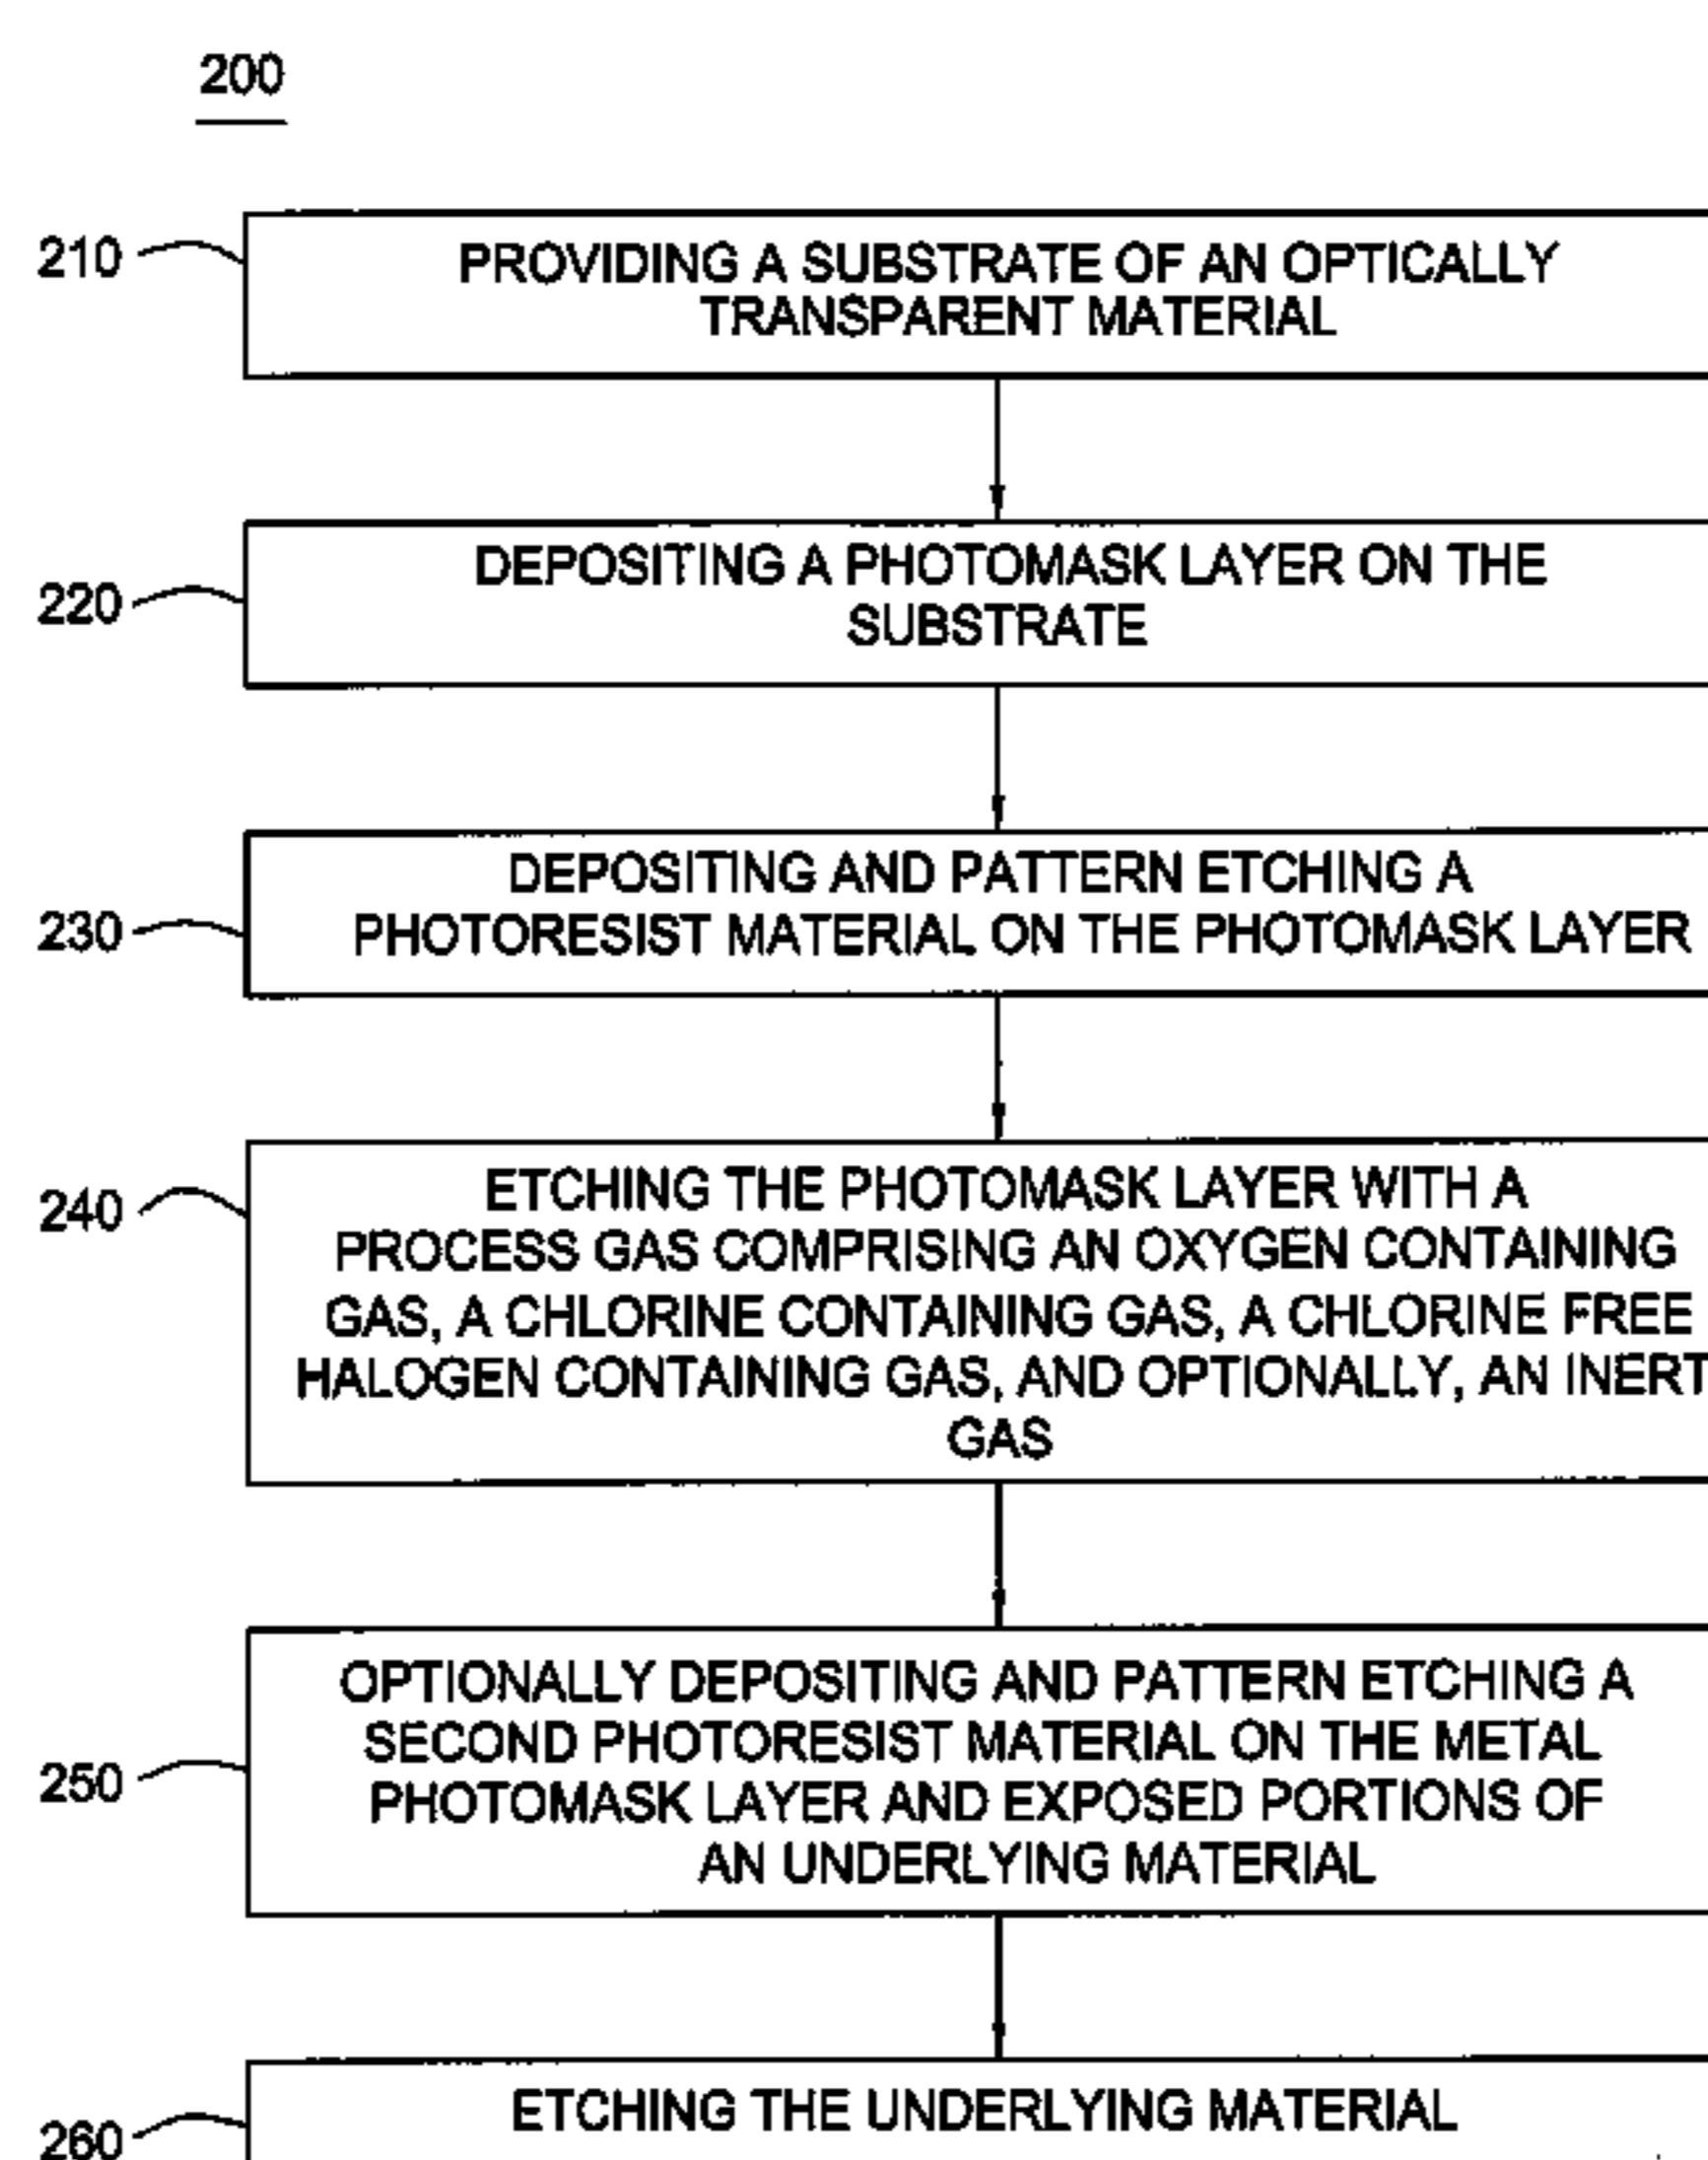 200
210
PROVIDING A SUBSTRATE OF AN OPTICALLY
TRANSPARENT MATERIAL
220
DEPOSITING A PHOTOMASK LAYER ON THE
SUBSTRATE
230
DEPOSITING AND PATTERN ETCHING A
PHOTORESIST MATERIAL ON THE PHOTOMASK LAYER
240
ETCHING THE PHOTOMASK LAYER WITH A
PROCESS GAS COMPRISING AN OXYGEN CONTAINING
GAS, A CHLORINE CONTAINING GAS, A CHLORINE FREE
HALOGEN CONTAINING GAS, AND OPTIONALLY, AN INERT
GAS
250
OPTIONALLY DEPOSITING AND PATTERN ETCHING A
SECOND PHOTORESIST MATERIAL ON THE METAL
PHOTOMASK LAYER AND EXPOSED PORTIONS OF
AN UNDERLYING MATERIAL
260
ETCHING THE UNDERLYING MATERIAL